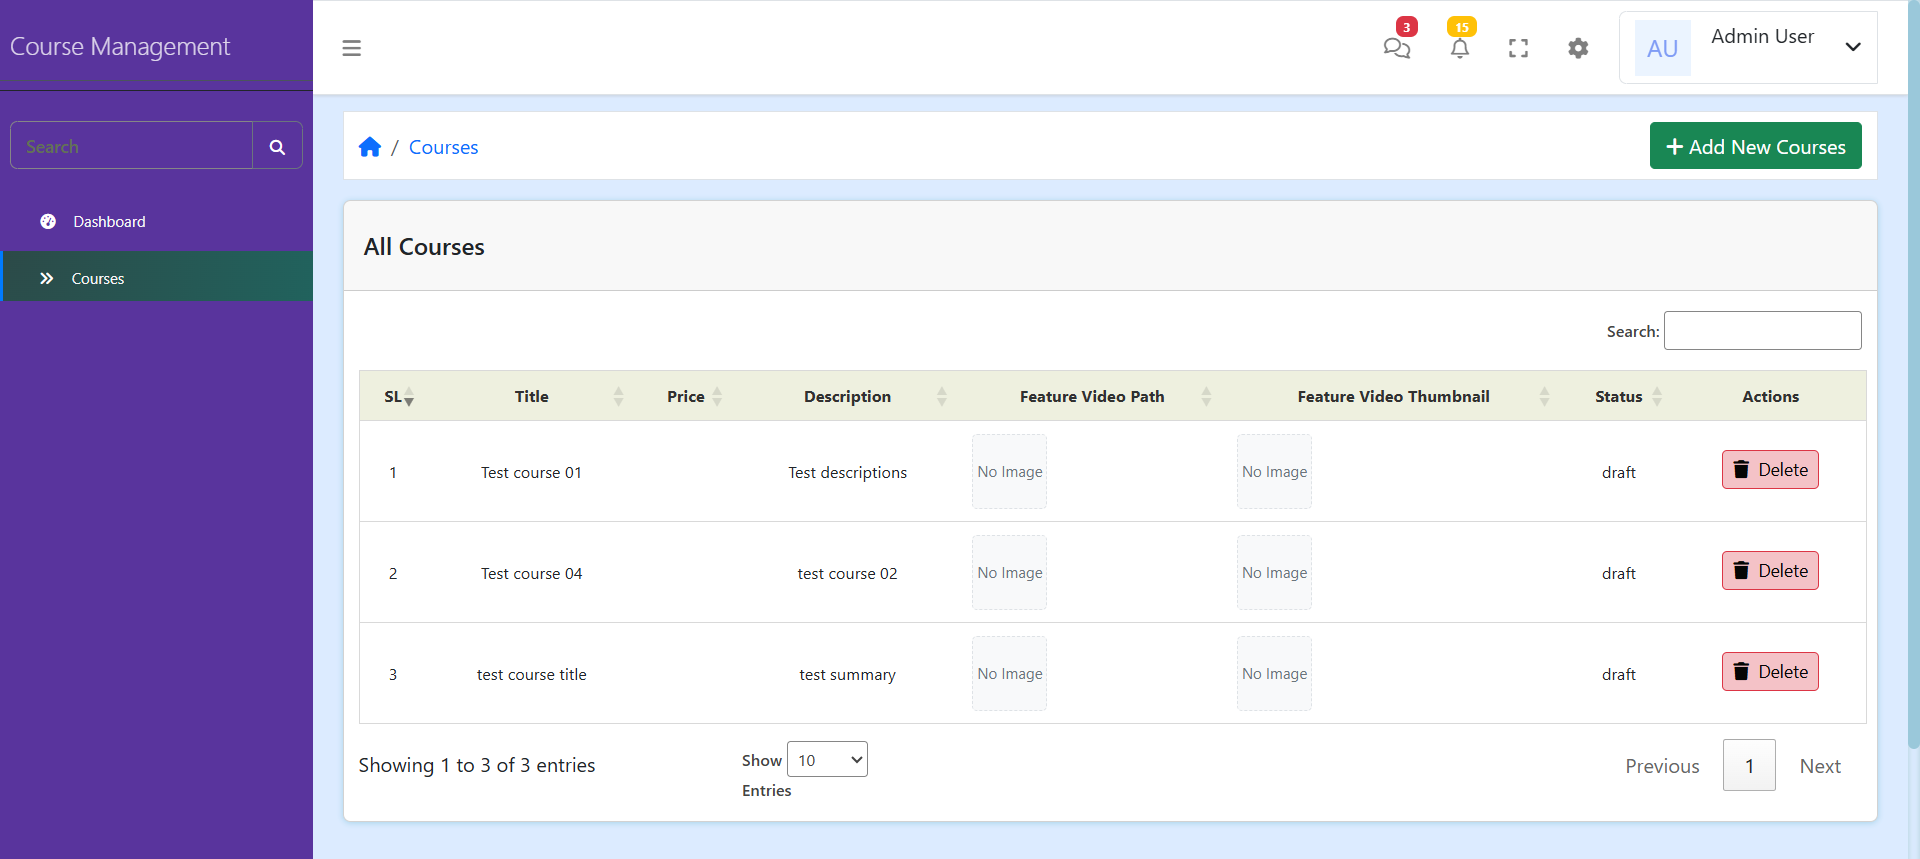 Course Management
3
15
AU
Admin User
Search
/ Courses
Add New Courses
Dashboard
Courses
All Courses
Search:
SL Title Price Description Feature Video Path Feature Video Thumbnail Status Actions
1 Test course 01 Test descriptions No Image No Image draft Delete
2 Test course 04 test course 02 No Image No Image draft Delete
3 test course title test summary No Image No Image draft Delete
Showing 1 to 3 of 3 entries
Show 10
Entries
Previous 1 Next